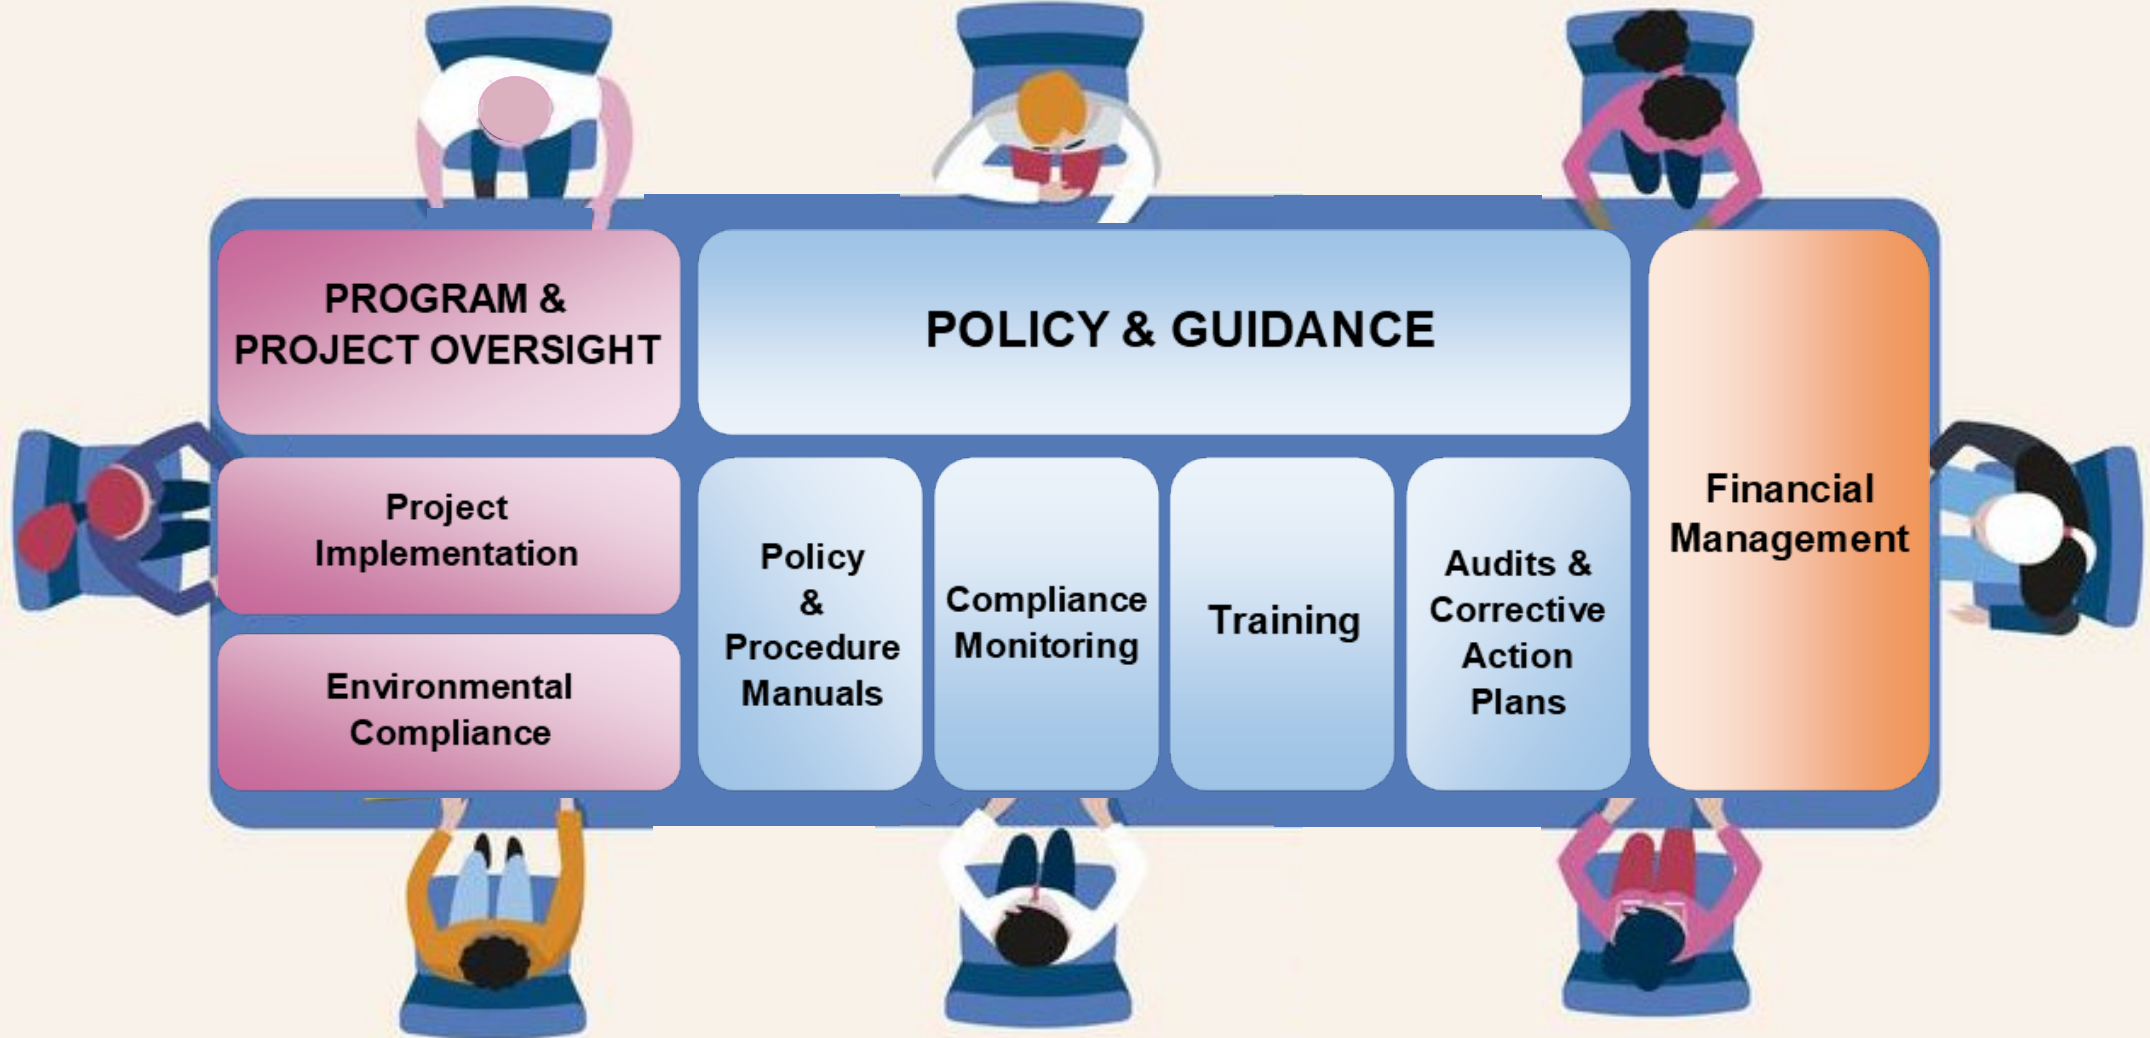 PROGRAM &
PROJECT OVERSIGHT
Project
Implementation
Environmental
Compliance
POLICY & GUIDANCE
Policy
&
Procedure
Manuals
Compliance
Monitoring
Training
Audits &
Corrective
Action
Plans
Financial
Management